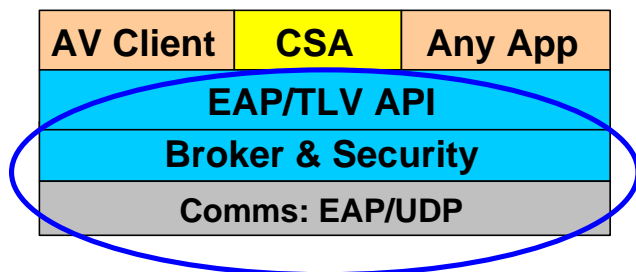 AV Client CSA Any App
EAP/TLV API
Broker & Security
Comms: EAP/UDP